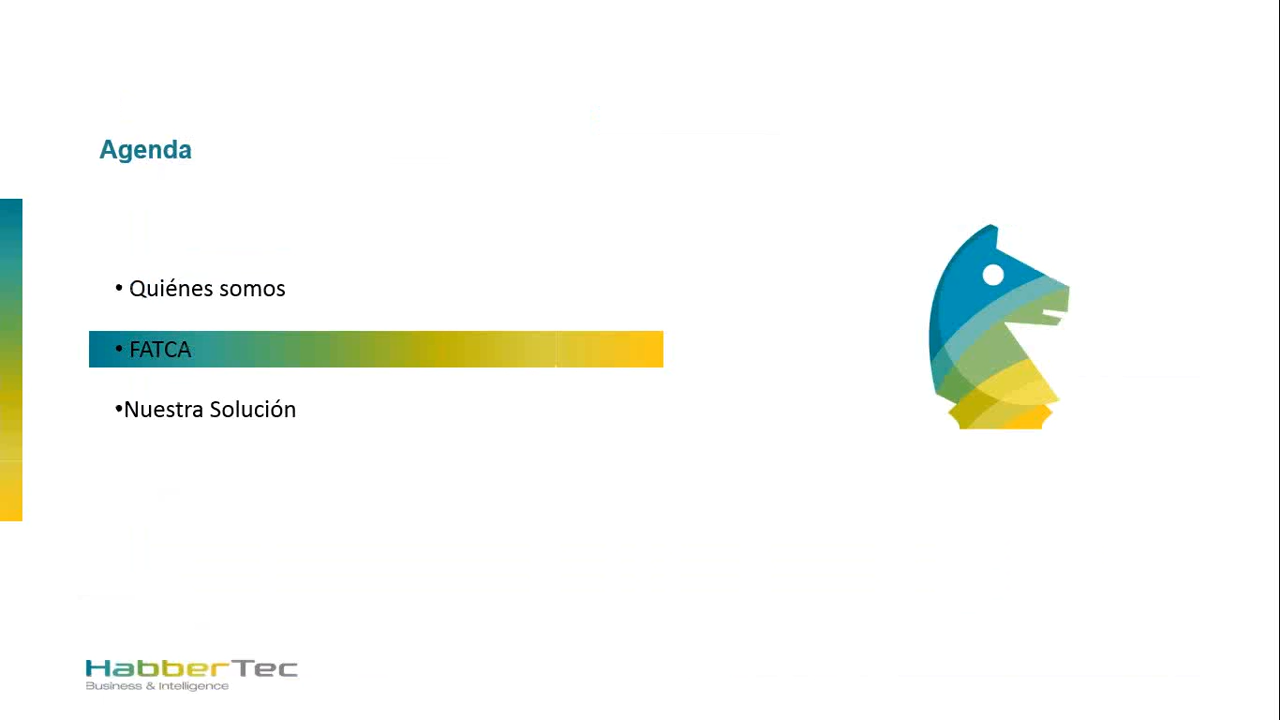 Agenda
• Quiénes somos
• FATCA
•Nuestra Solución
HabberTec
Business & Intelligence